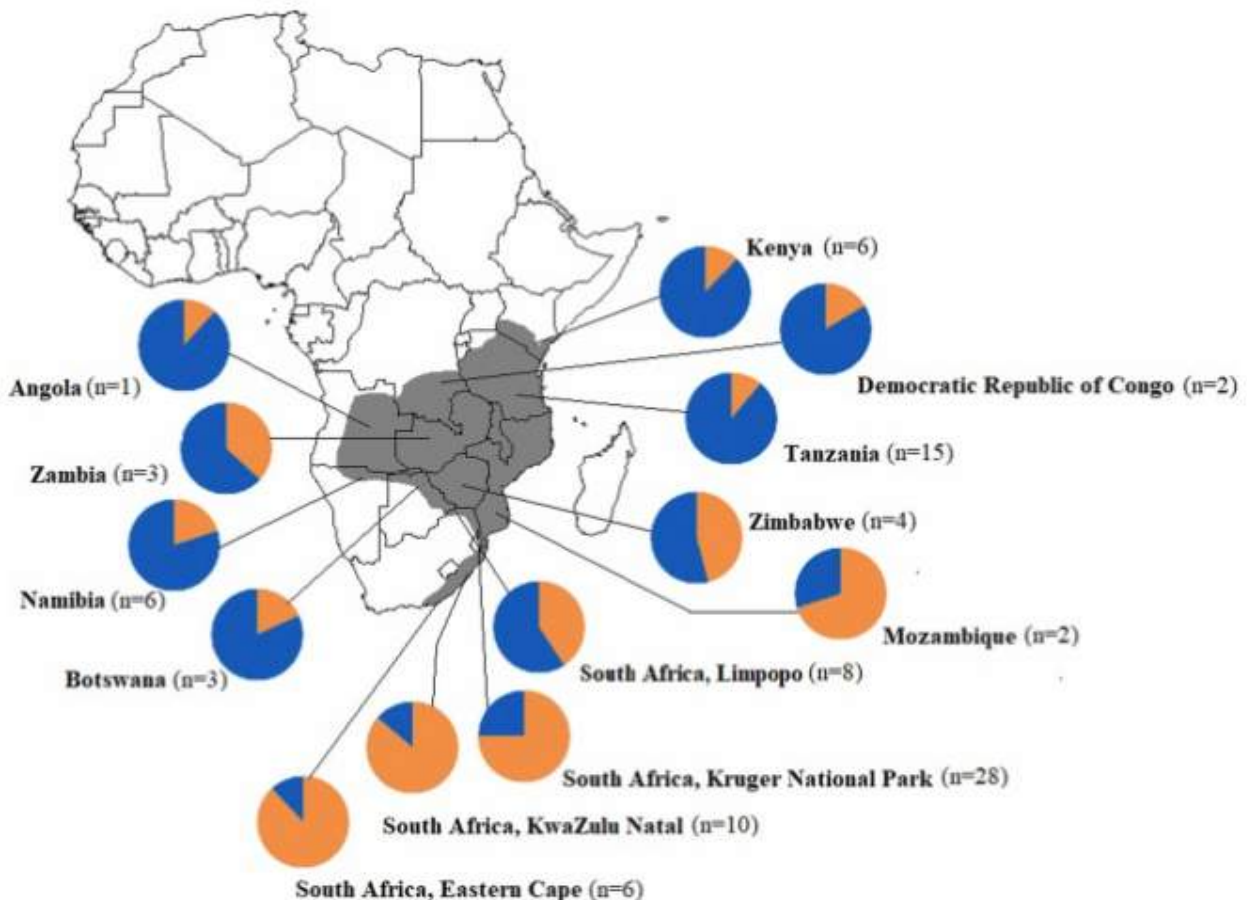 Kenya (n=6)
Angola (n=1)
Democratic Republic of Congo (n=2)
Zambia (n=3)
Tanzania (n=15)
Zimbabwe (n=4)
Namibia (n=6)
Mozambique (n=2)
Botswana (n=3)
South Africa, Limpopo (n=8)
South Africa, Kruger National Park (n=28)
South Africa, KwaZulu Natal (n=10)
South Africa, Eastern Cape (n=6)